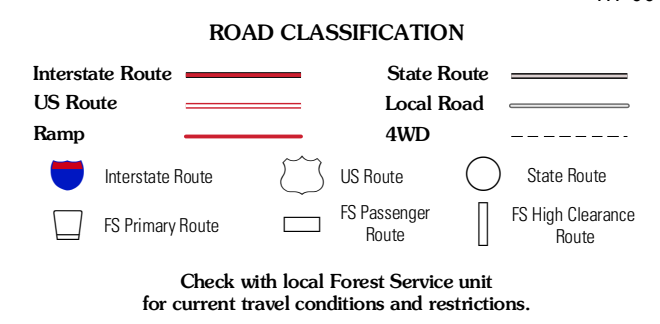 ROAD CLASSIFICATION
Interstate Route
State Route
US Route
Local Road
Ramp
4WD
Interstate Route
US Route
State Route
FS Primary Route
FS Passenger
Route
FS High Clearance
Route
Check with local Forest Service unit
for current travel conditions and restrictions.